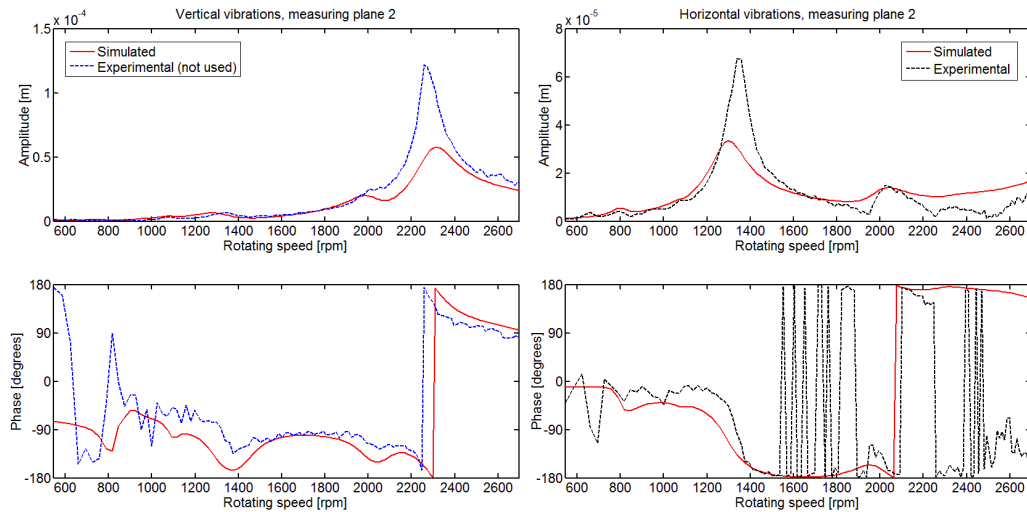 Vertical vibrations, measuring plane 2
x 10^-4
1.5
1
0.5
0
Amplitude [m]
Simulated
Experimental (not used)
600 800 1000 1200 1400 1600 1800 2000 2200 2400 2600
Rotating speed [rpm]
Horizontal vibrations, measuring plane 2
x 10^-5
8
6
4
2
0
Amplitude [m]
Simulated
Experimental
600 800 1000 1200 1400 1600 1800 2000 2200 2400 2600
Rotating speed [rpm]
180
90
0
-90
-180
Phase [degrees]
600 800 1000 1200 1400 1600 1800 2000 2200 2400 2600
Rotating speed [rpm]
180
90
0
-90
-180
Phase [degrees]
600 800 1000 1200 1400 1600 1800 2000 2200 2400 2600
Rotating speed [rpm]